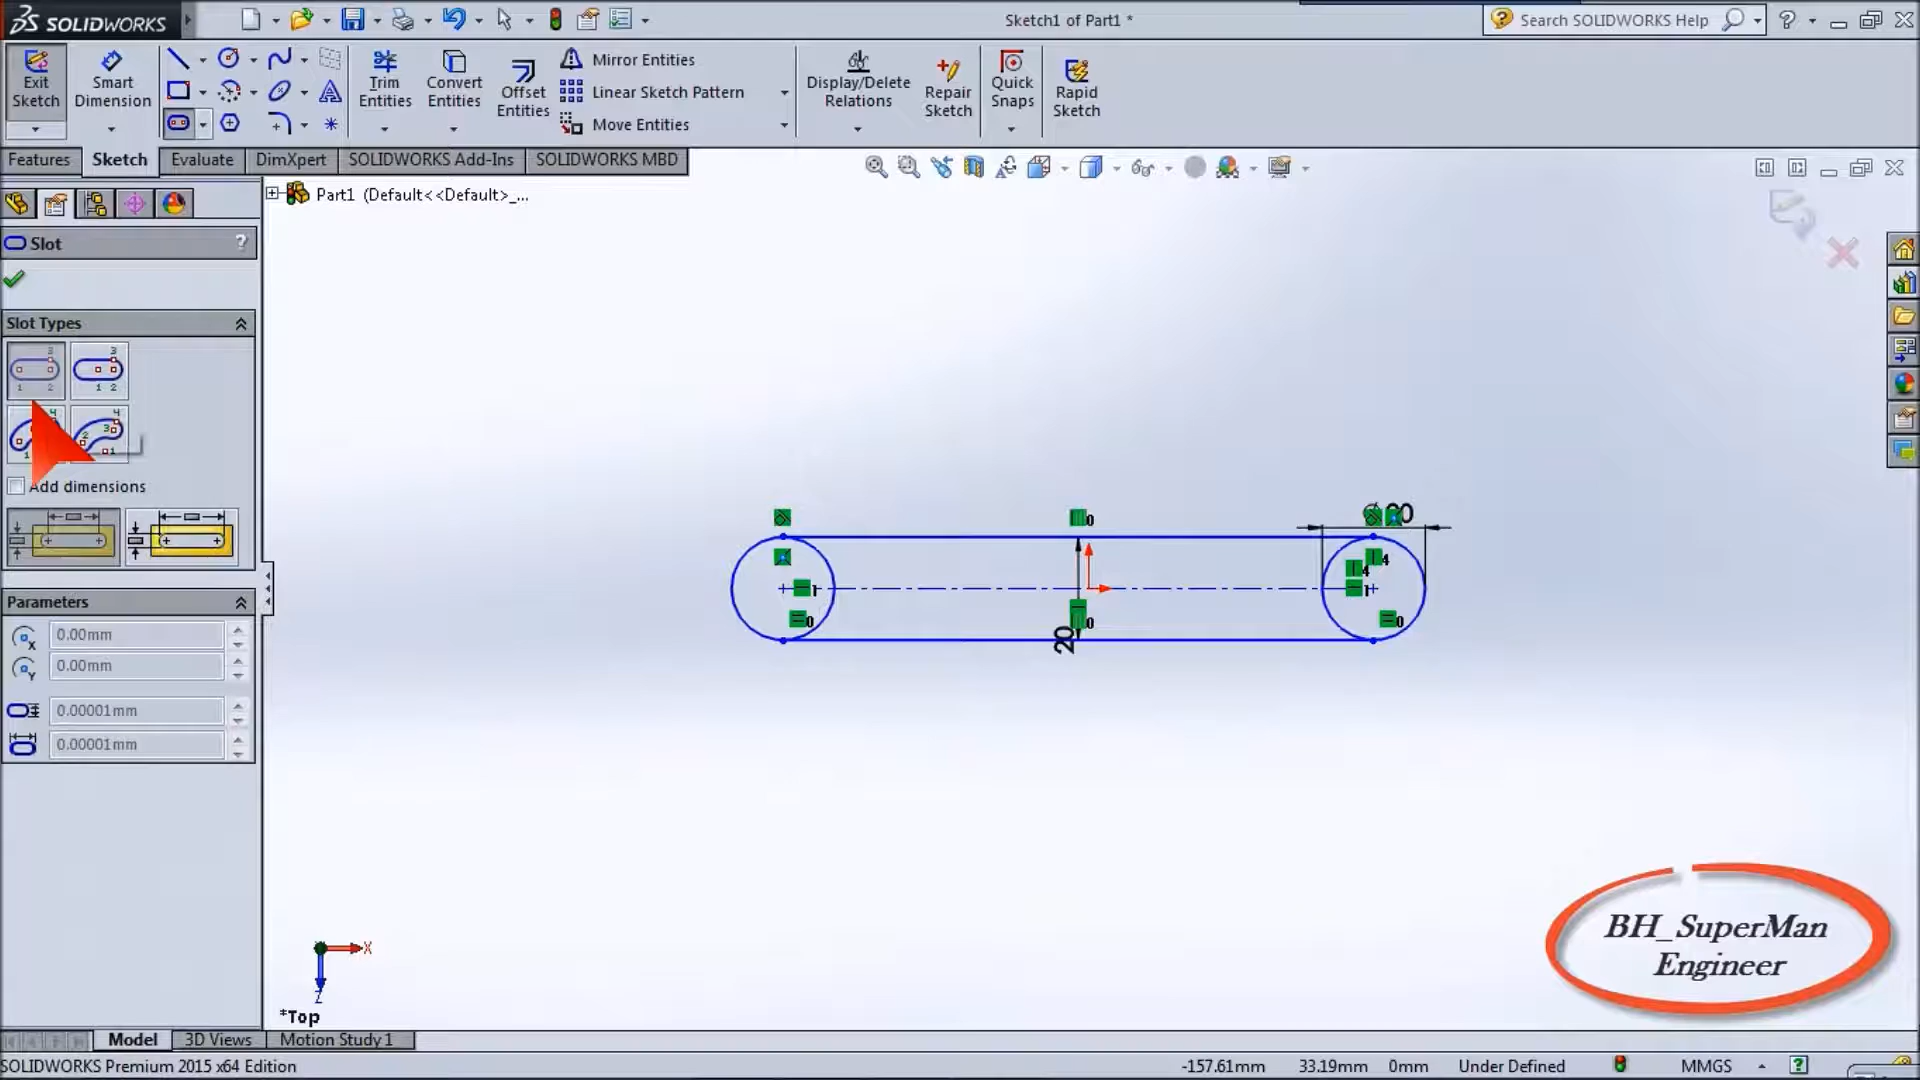 SOLIDWORKS
Sketch1 of Part1 *
Search SOLIDWORKS Help
Exit Sketch
Smart Dimension
Trim Entities
Convert Entities
Offset Entities
Mirror Entities
Linear Sketch Pattern
Move Entities
Display/Delete Relations
Repair Sketch
Quick Snaps
Rapid Sketch
Features
Sketch
Evaluate
DimXpert
SOLIDWORKS Add-Ins
SOLIDWORKS MBD
Part1 (Default<<Default>_...
Slot
?
Slot Types
Add dimensions
Parameters
0.00mm
0.00mm
0.00001mm
0.00001mm
20
X
Z
*Top
BH_SuperMan
Engineer
Model
3D Views
Motion Study 1
SOLIDWORKS Premium 2015 x64 Edition
-157.61mm
33.19mm
0mm
Under Defined
MMGS
?